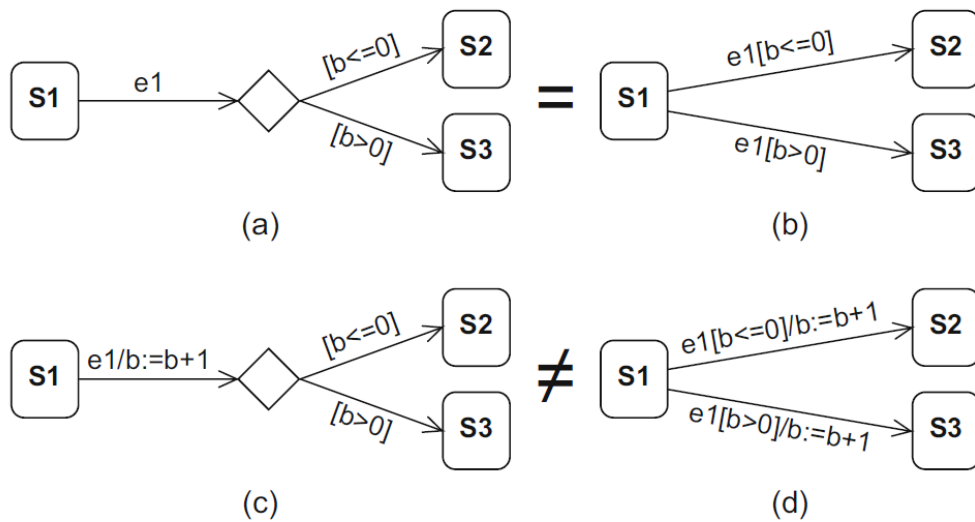 S1
e1
[b<=0]
[b>0]
S2
S3
=
S1
e1[b<=0]
e1[b>0]
S2
S3
(a)
(b)
S1
e1/b:=b+1
[b<=0]
[b>0]
S2
S3
≠
S1
e1[b<=0]/b:=b+1
e1[b>0]/b:=b+1
S2
S3
(c)
(d)